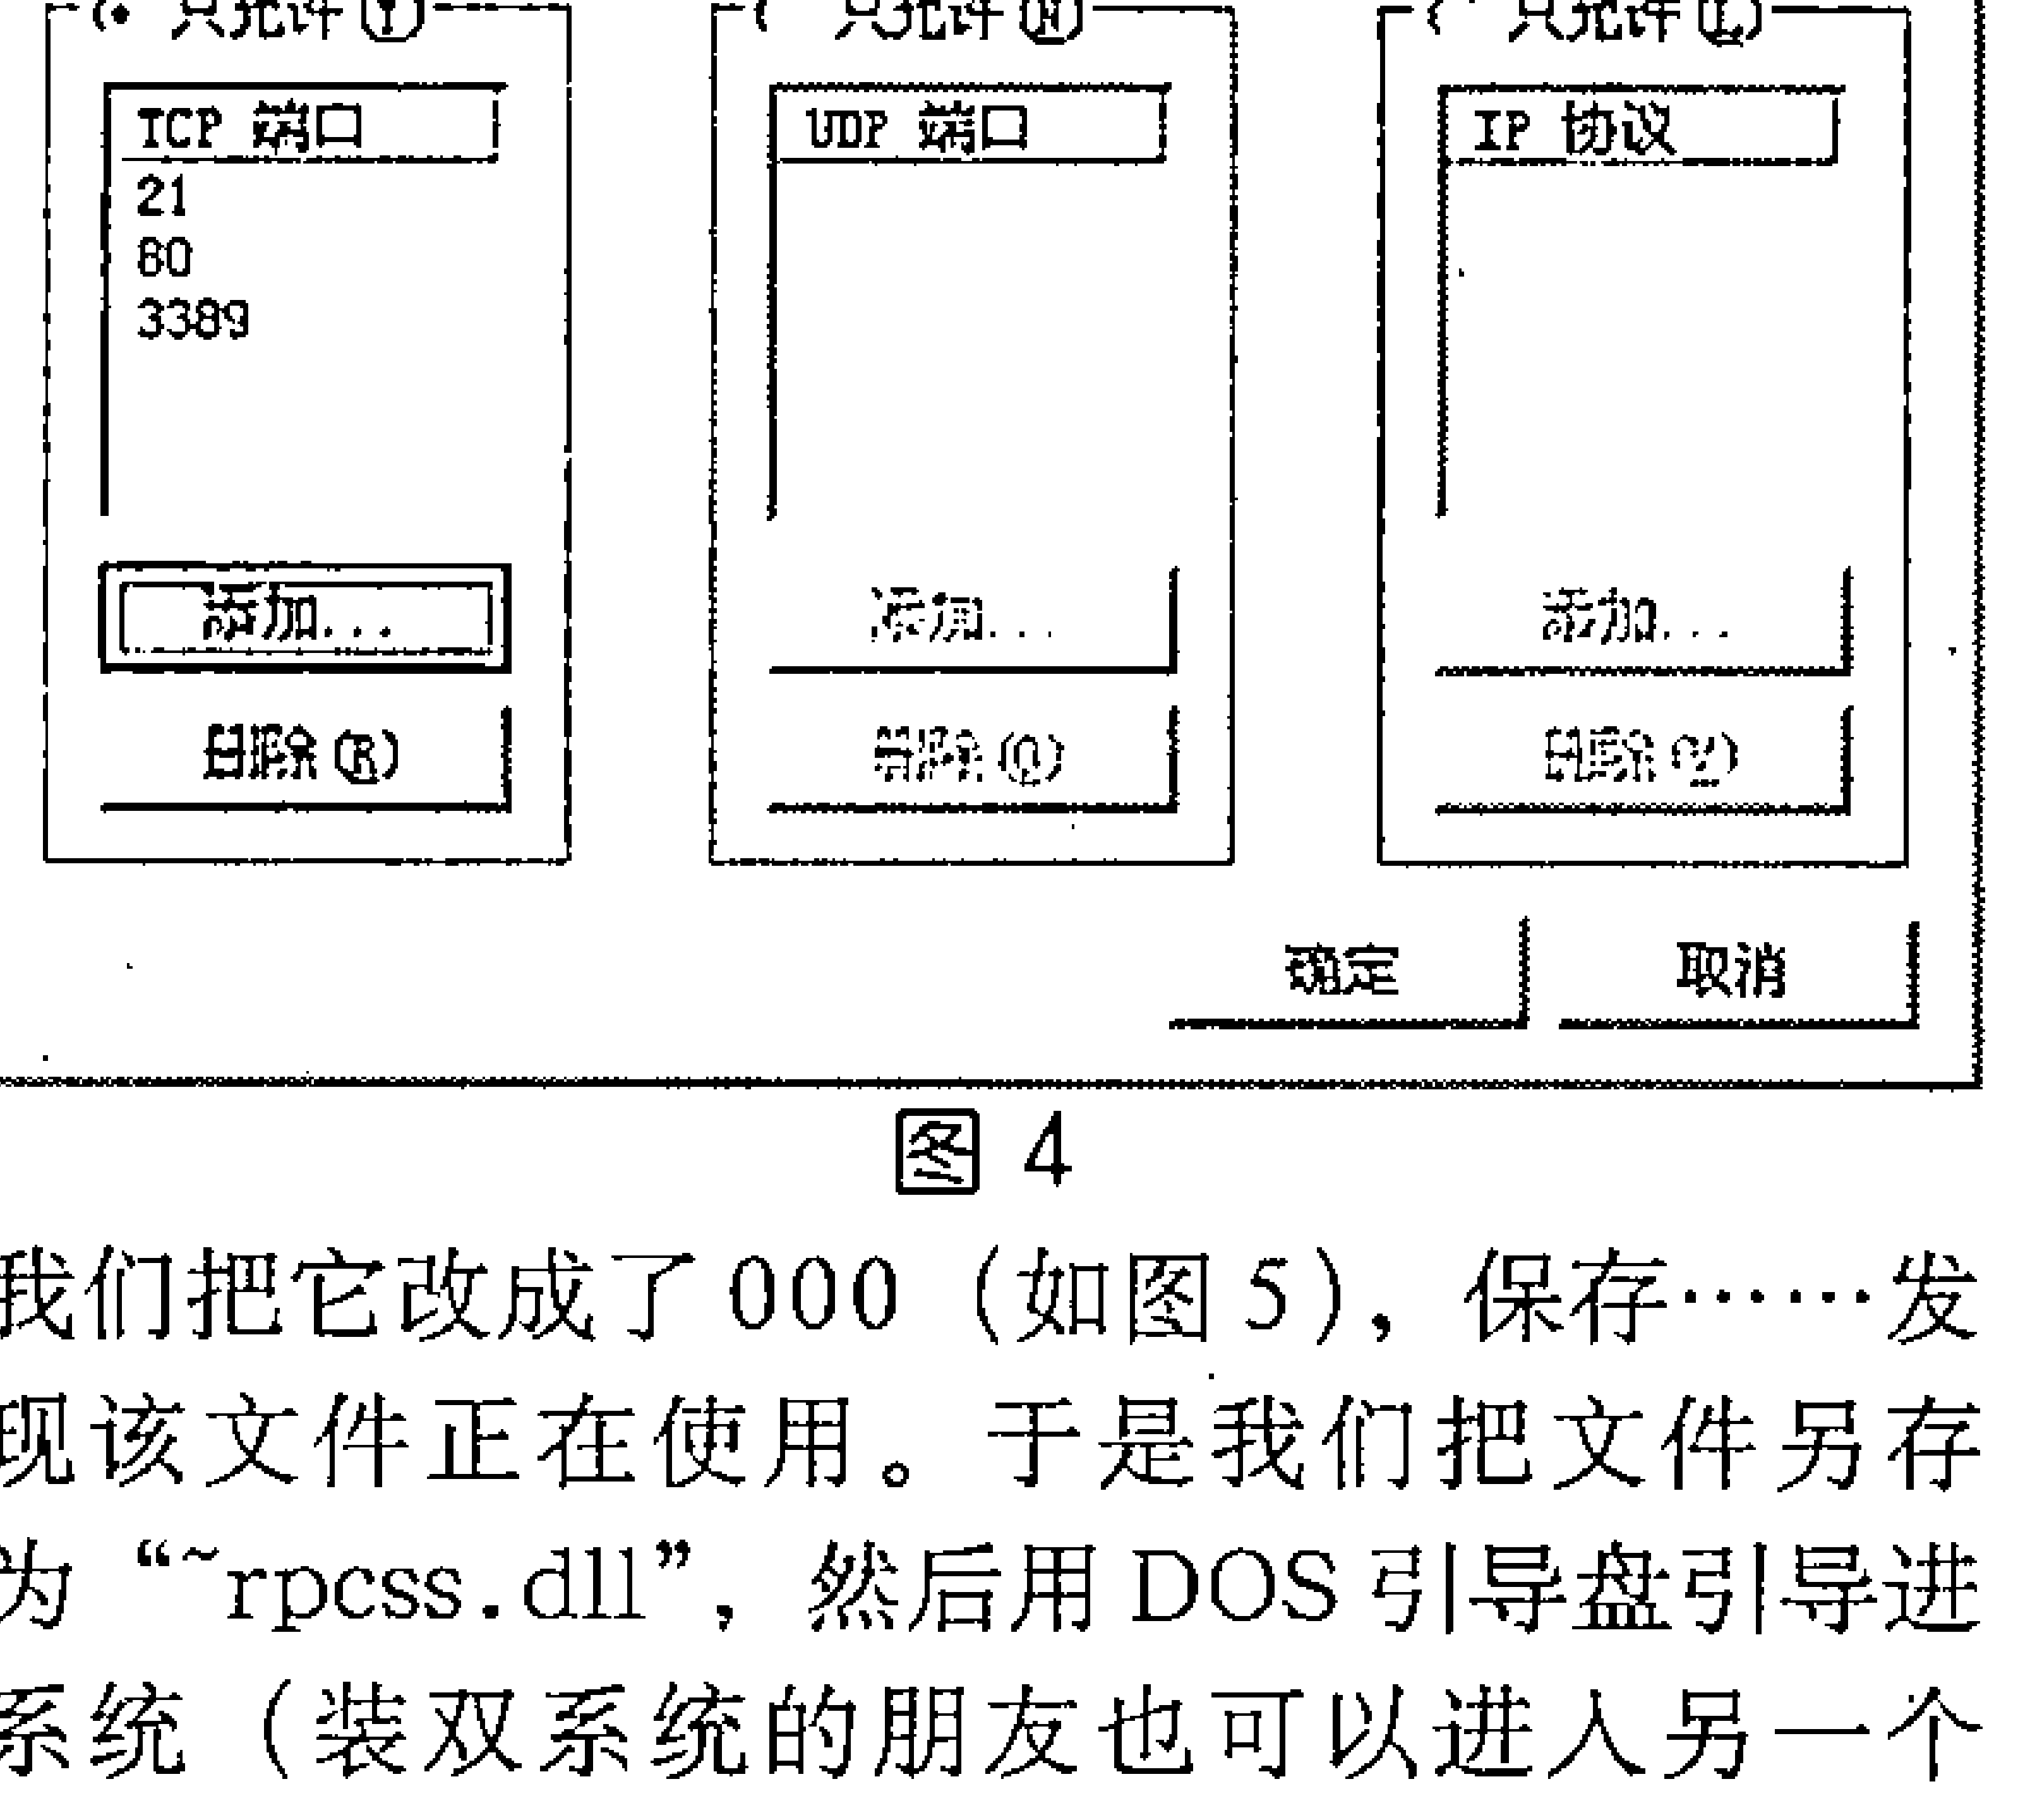 只允许(Y) 只允许(N) 只允许(L)
TCP 端口 UDP 端口 IP 协议
21
80
3389
添加... 添加... 添加...
删除(R) 删除(O) 删除(V)
确定 取消
图 4
我们把它改成了000（如图5），保存……发
现该文件正在使用。于是我们把文件另存
为“~rpcss.dll”，然后用DOS引导盘引导进
系统（装双系统的朋友也可以进入另一个